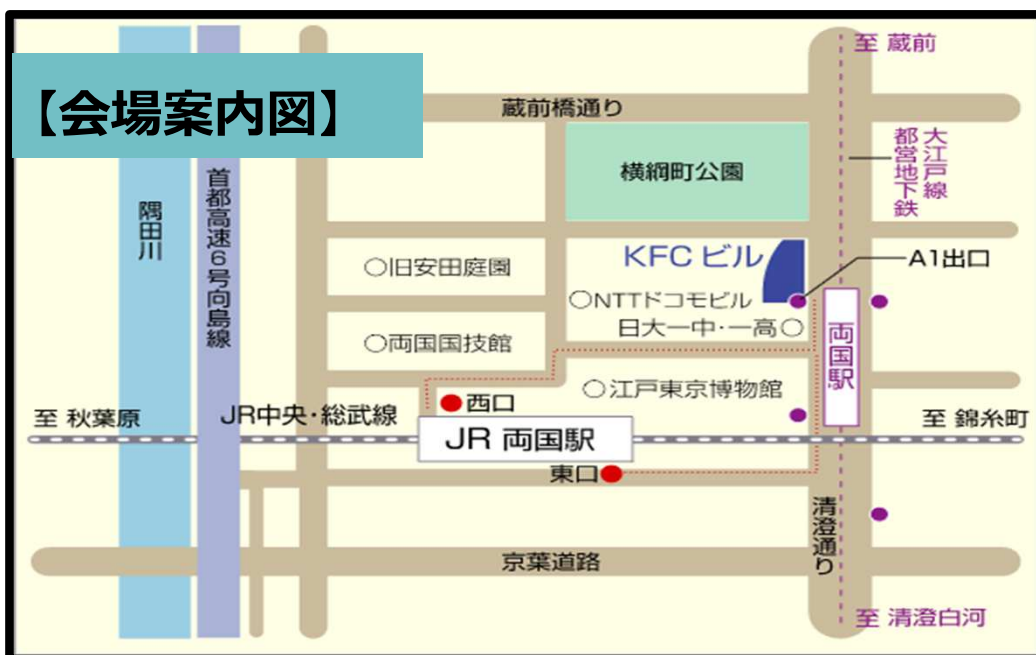 至 蔵前
【会場案内図】
蔵前橋通り
大江戸線
都営地下鉄
横綱町公園
首都高速6号向島線
隅田川
KFC ビル
A1出口
○旧安田庭園
○NTTドコモビル
日大一中・一高○
両国駅
○両国国技館
○江戸東京博物館
西口
至 秋葉原
JR中央・総武線
JR 両国駅
至 錦糸町
東口
清澄通り
京葉道路
至 清澄白河